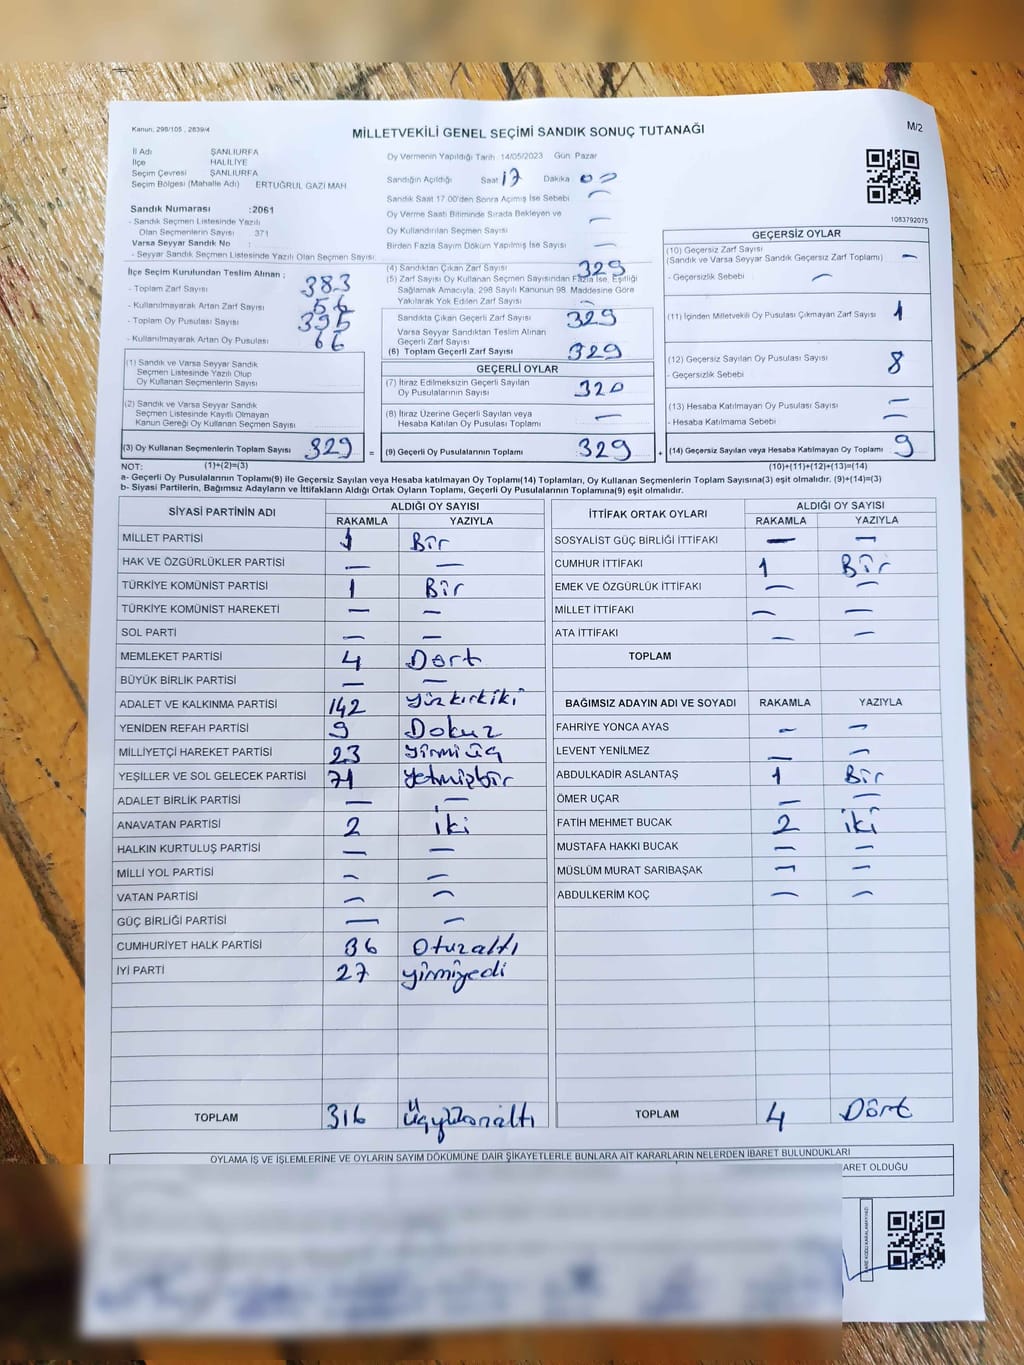 Kanun, 298/105 , 2839/4
MİLLETVEKİLİ GENEL SEÇİMİ SANDIK SONUÇ TUTANAĞI
M/2
İl Adı ŞANLIURFA
İlçe HALİLİYE
Seçim Çevresi ŞANLIURFA
Seçim Bölgesi (Mahalle Adı) ERTUĞRUL GAZİ MAH
Sandık Numarası :2061
- Sandık Seçmen Listesinde Yazılı
Olan Seçmenlerin Sayısı 371
Varsa Seyyar Sandık No :
- Seyyar Sandık Seçmen Listesinde Yazılı Olan Seçmenlerin Sayısı:
Oy Vermenin Yapıldığı Tarih :14/05/2023 Gün Pazar
Sandığın Açıldığı Saat 17 Dakika 00
Sandık Saat 17.00'den Sonra Açılmış İse Sebebi —
Oy Verme Saati Bitiminde Sırada Bekleyen ve
Oy Kullandırılan Seçmen Sayısı —
Birden Fazla Sayım Döküm Yapılmış İse Sayısı —
1083792075
İlçe Seçim Kurulundan Teslim Alınan ;
- Toplam Zarf Sayısı 383
- Kullanılmayarak Artan Zarf Sayısı
- Toplam Oy Pusulası Sayısı 395
- Kullanılmayarak Artan Oy Pusulası 66
(1) Sandık ve Varsa Seyyar Sandık
Seçmen Listesinde Yazılı Olup
Oy Kullanan Seçmenlerin Sayısı
(2) Sandık ve Varsa Seyyar Sandık
Seçmen Listesinde Kayıtlı Olmayan
Kanun Gereği Oy Kullanan Seçmen Sayısı
(3) Oy Kullanan Seçmenlerin Toplam Sayısı 329
(4) Sandıktan Çıkan Zarf Sayısı 329
(5) Zarf Sayısı Oy Kullanan Seçmen Sayısından Fazla İse, Eşitliği
Sağlamak Amacıyla, 298 Sayılı Kanunun 98. Maddesine Göre
Yakılarak Yok Edilen Zarf Sayısı —
Sandıkta Çıkan Geçerli Zarf Sayısı 329
Varsa Seyyar Sandıktan Teslim Alınan
Geçerli Zarf Sayısı
(6) Toplam Geçerli Zarf Sayısı 329
GEÇERLİ OYLAR
(7) İtiraz Edilmeksizin Geçerli Sayılan
Oy Pusulalarının Sayısı 320
(8) İtiraz Üzerine Geçerli Sayılan veya
Hesaba Katılan Oy Pusulası Toplamı —
= (9) Geçerli Oy Pusulalarının Toplamı 329
GEÇERSİZ OYLAR
(10) Geçersiz Zarf Sayısı
(Sandık ve Varsa Seyyar Sandık Geçersiz Zarf Toplamı) —
- Geçersizlik Sebebi —
(11) İçinden Milletvekili Oy Pusulası Çıkmayan Zarf Sayısı 1
(12) Geçersiz Sayılan Oy Pusulası Sayısı 8
- Geçersizlik Sebebi
(13) Hesaba Katılmayan Oy Pusulası Sayısı —
- Hesaba Katılmama Sebebi —
+ (14) Geçersiz Sayılan veya Hesaba Katılmayan Oy Toplamı 9
NOT: (1)+(2)=(3)
(10)+(11)+(12)+(13)=(14)
a- Geçerli Oy Pusulalarının Toplamı(9) ile Geçersiz Sayılan veya Hesaba katılmayan Oy Toplamı(14) Toplamları, Oy Kullanan Seçmenlerin Toplam Sayısına(3) eşit olmalıdır. (9)+(14)=(3)
b- Siyasi Partilerin, Bağımsız Adayların ve İttifakların Aldığı Ortak Oyların Toplamı, Geçerli Oy Pusulalarının Toplamına(9) eşit olmalıdır.
SİYASİ PARTİNİN ADI ALDIĞI OY SAYISI
RAKAMLA YAZIYLA
MİLLET PARTİSİ 1 Bir
HAK VE ÖZGÜRLÜKLER PARTİSİ — —
TÜRKİYE KOMÜNİST PARTİSİ 1 Bir
TÜRKİYE KOMÜNİST HAREKETİ — —
SOL PARTİ — —
MEMLEKET PARTİSİ 4 Dört
BÜYÜK BİRLİK PARTİSİ — —
ADALET VE KALKINMA PARTİSİ 142 Yüzkırkiki
YENİDEN REFAH PARTİSİ 9 Dokuz
MİLLİYETÇİ HAREKET PARTİSİ 23 Yirmi üç
YEŞİLLER VE SOL GELECEK PARTİSİ 71 Yetmişbir
ADALET BİRLİK PARTİSİ — —
ANAVATAN PARTİSİ 2 iki
HALKIN KURTULUŞ PARTİSİ — —
MİLLİ YOL PARTİSİ — —
VATAN PARTİSİ — —
GÜÇ BİRLİĞİ PARTİSİ — —
CUMHURİYET HALK PARTİSİ 36 Oturaltı
İYİ PARTİ 27 yirmiyedi
TOPLAM 316 Üçyüzonaltı
İTTİFAK ORTAK OYLARI ALDIĞI OY SAYISI
RAKAMLA YAZIYLA
SOSYALİST GÜÇ BİRLİĞİ İTTİFAKI — —
CUMHUR İTTİFAKI 1 Bir
EMEK VE ÖZGÜRLÜK İTTİFAKI — —
MİLLET İTTİFAKI — —
ATA İTTİFAKI — —
TOPLAM
BAĞIMSIZ ADAYIN ADI VE SOYADI RAKAMLA YAZIYLA
FAHRİYE YONCA AYAS — —
LEVENT YENİLMEZ — —
ABDULKADİR ASLANTAŞ 1 Bir
ÖMER UÇAR — —
FATİH MEHMET BUCAK 2 iki
MUSTAFA HAKKI BUCAK — —
MÜSLÜM MURAT SARIBAŞAK — —
ABDULKERİM KOÇ — —
TOPLAM 4 Dört
OYLAMA İŞ VE İŞLEMLERİNE VE OYLARIN SAYIM DÖKÜMÜNE DAİR ŞİKAYETLERLE BUNLARA AİT KARARLARIN NELERDEN İBARET BULUNDUKLARI
ARET OLDUĞU